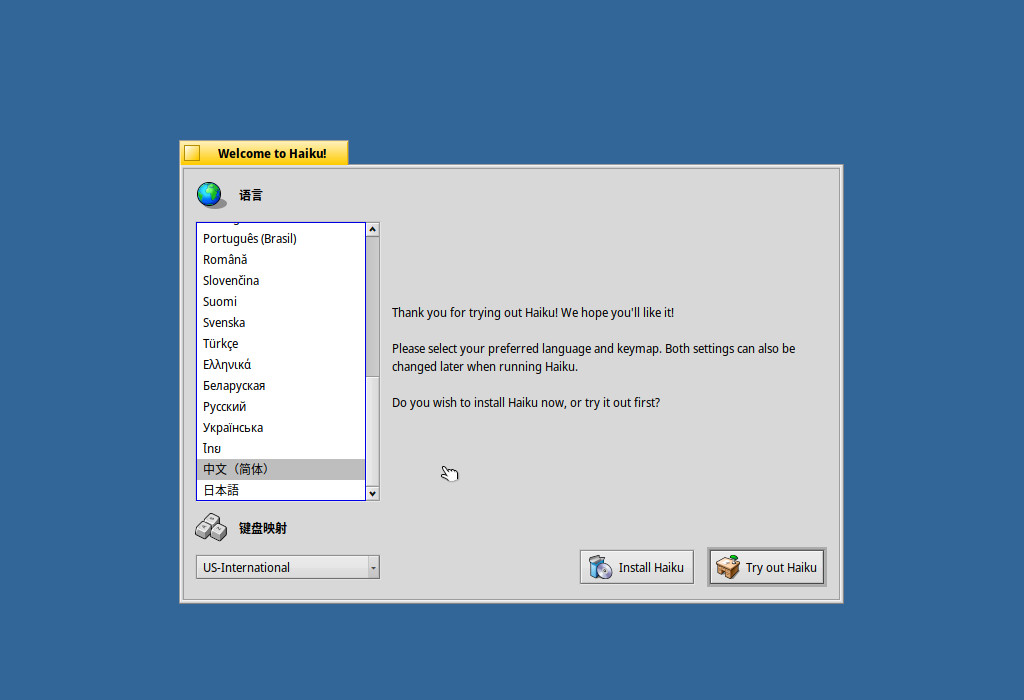 Welcome to Haiku!
语言
Português (Brasil)
Română
Slovenčina
Suomi
Svenska
Türkçe
Ελληνικά
Беларуская
Русский
Українська
ไทย
中文（简体）
日本語
Thank you for trying out Haiku! We hope you'll like it!
Please select your preferred language and keymap. Both settings can also be
changed later when running Haiku.
Do you wish to install Haiku now, or try it out first?
键盘映射
US-International
Install Haiku
Try out Haiku